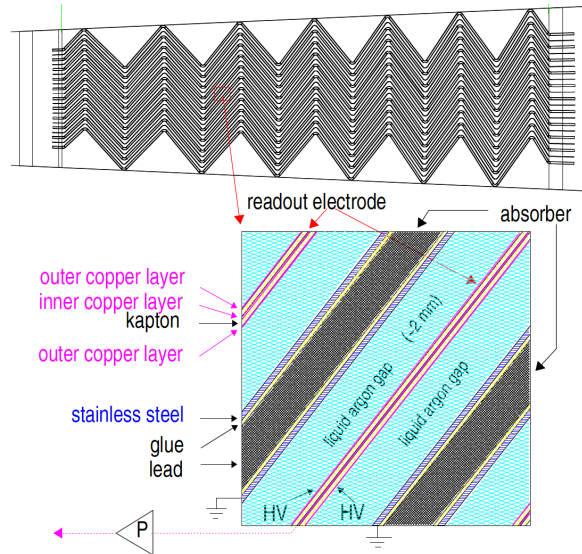 readout electrode
absorber
outer copper layer
inner copper layer
kapton
outer copper layer
(~2 mm)
liquid argon gap
liquid argon gap
stainless steel
glue
lead
HV
HV
P